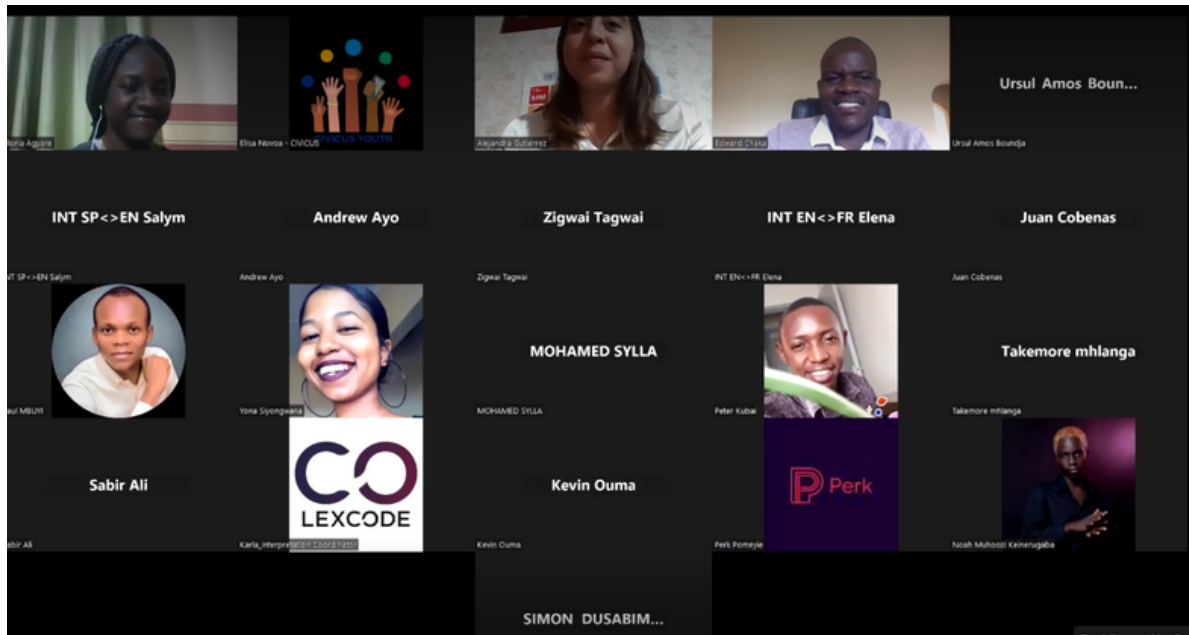 Ursul Amos Boun...
oria Agyare
CIVICUS YOUTH
Elisa Novoa - CIVICUS
Alejandra Gutierrez
Edward Chaka
Ursul Amos Boundja
INT SP<>EN Salym
Andrew Ayo
Zigwai Tagwai
INT EN<>FR Elena
Juan Cobenas
NT SP<>EN Salym
Andrew Ayo
Zigwai Tagwai
INT EN<>FR Elena
Juan Cobenas
MOHAMED SYLLA
Takemore mhlanga
aul MBUYI
Yona Siyongwana
MOHAMED SYLLA
Peter Kubai
Takemore mhlanga
Sabir Ali
CO
LEXCODE
Kevin Ouma
P Perk
abir Ali
Karla_Interpretation Coordinator
Kevin Ouma
Perk Pomeyie
Noah Muhoozi Keinerugaba
SIMON DUSABIM...